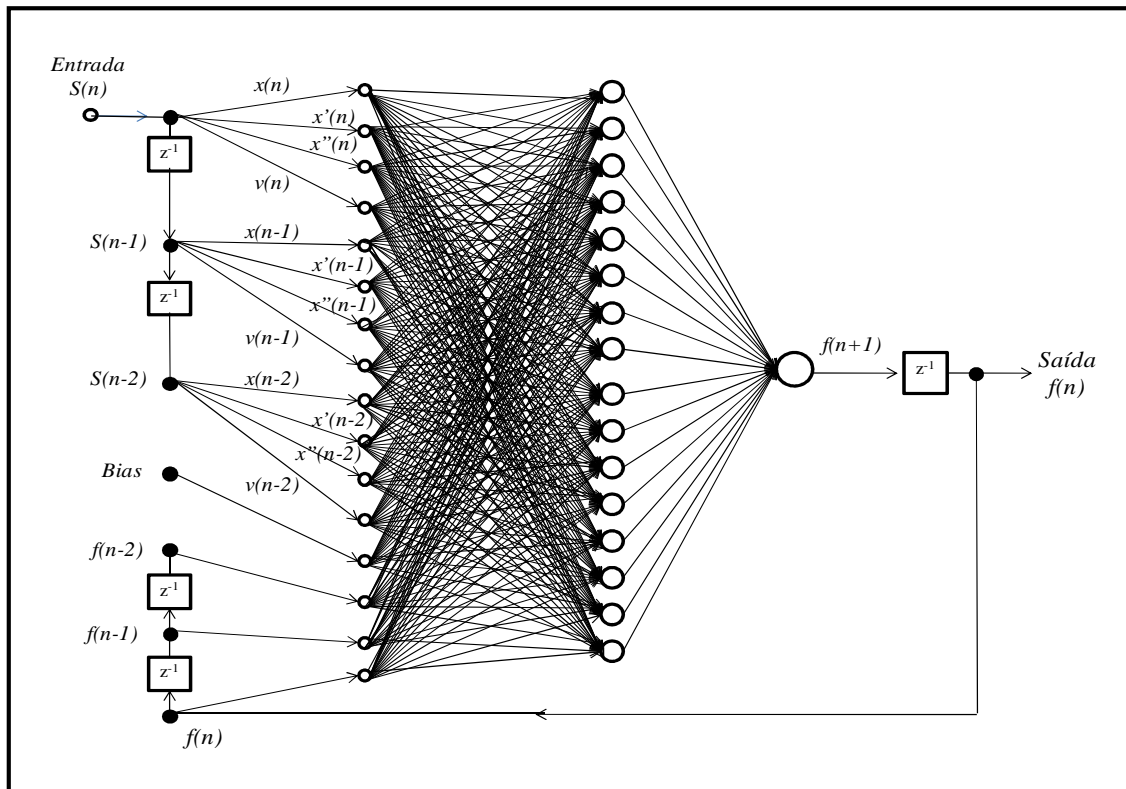 Entrada
S(n)
x(n)
x'(n)
x''(n)
v(n)
z⁻¹
S(n-1)
x(n-1)
x'(n-1)
x''(n-1)
v(n-1)
z⁻¹
S(n-2)
x(n-2)
x'(n-2)
x''(n-2)
v(n-2)
Bias
f(n-2)
z⁻¹
f(n-1)
z⁻¹
f(n)
f(n+1)
z⁻¹
Saída
f(n)